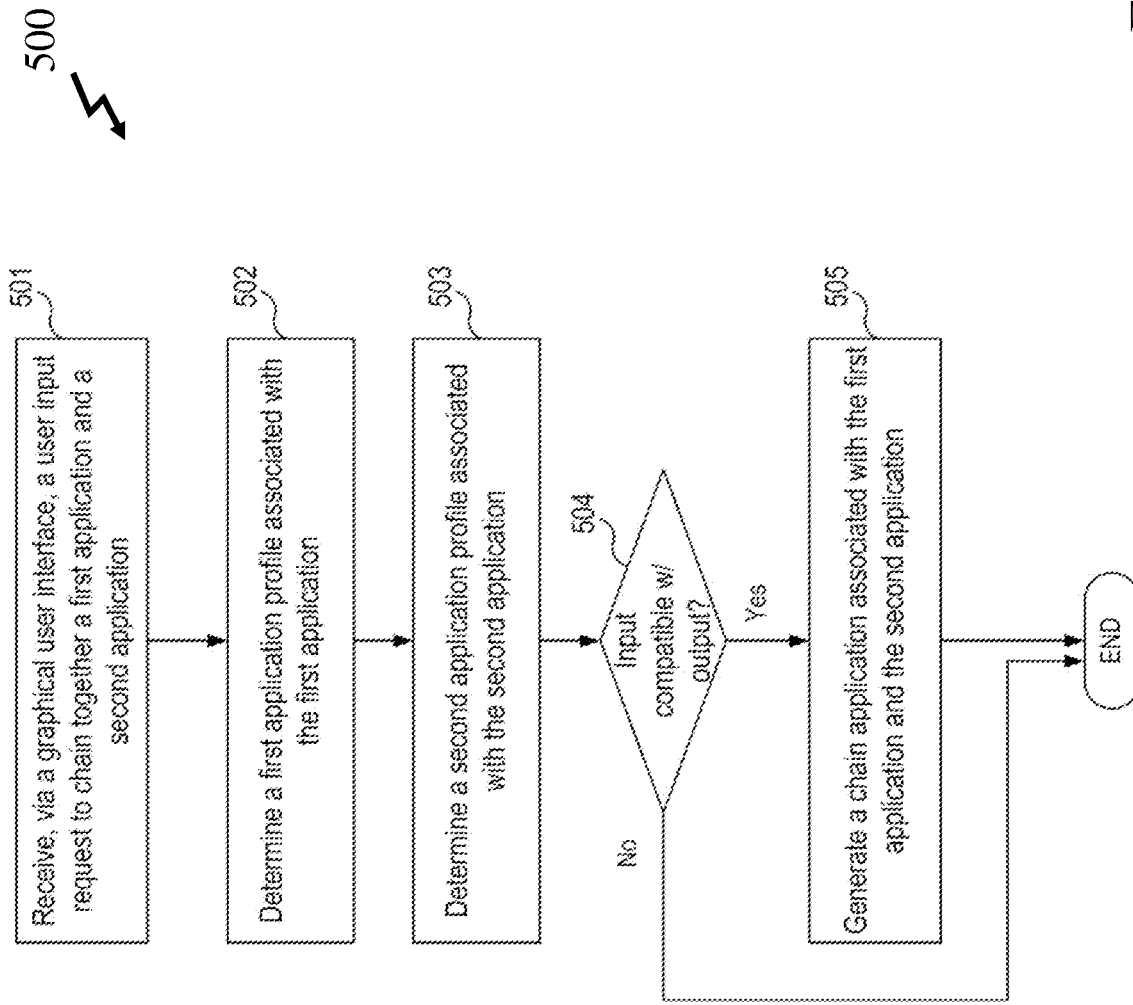 500
501
Receive, via a graphical user interface, a user input
request to chain together a first application and a
second application
502
Determine a first application profile associated with
the first application
503
Determine a second application profile associated
with the second application
504
Input
compatible w/
output?
No
Yes
505
Generate a chain application associated with the first
application and the second application
END